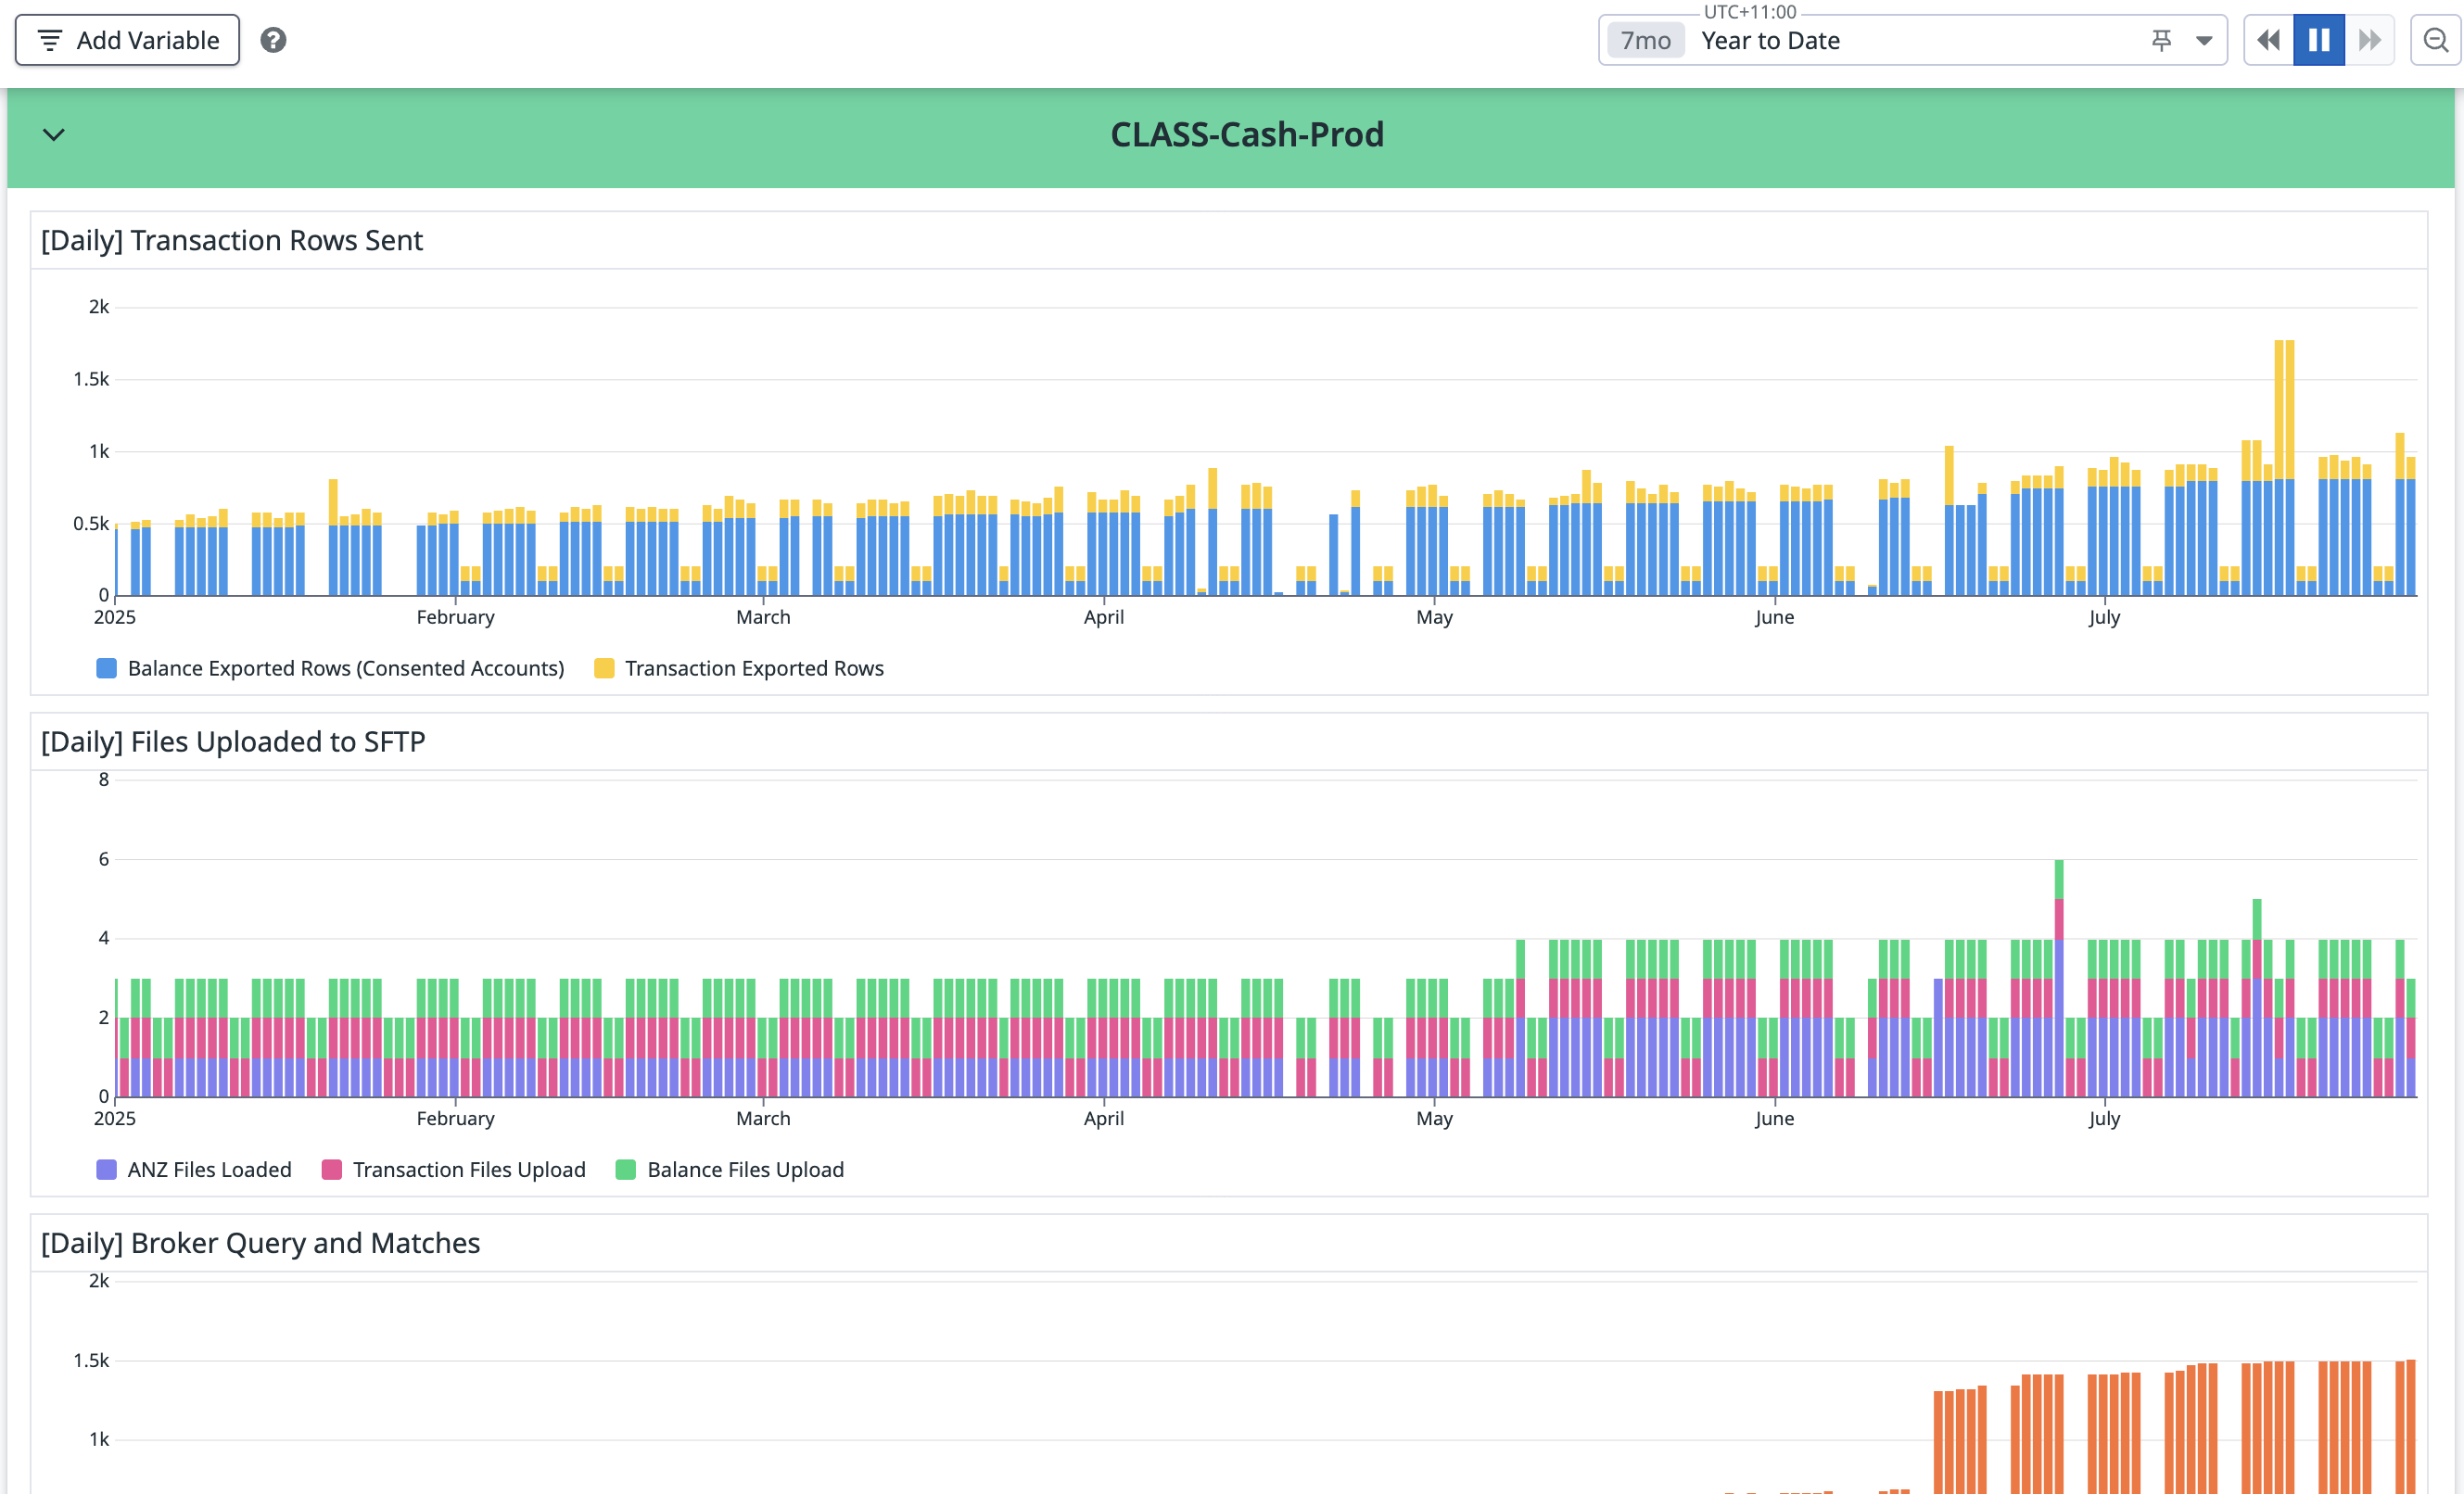 UTC+11:00
Add Variable
?
7mo Year to Date
CLASS-Cash-Prod
[Daily] Transaction Rows Sent
2k
1.5k
1k
0.5k
0
2025 February March April May June July
Balance Exported Rows (Consented Accounts) Transaction Exported Rows
[Daily] Files Uploaded to SFTP
8
6
4
2
0
2025 February March April May June July
ANZ Files Loaded Transaction Files Upload Balance Files Upload
[Daily] Broker Query and Matches
2k
1.5k
1k